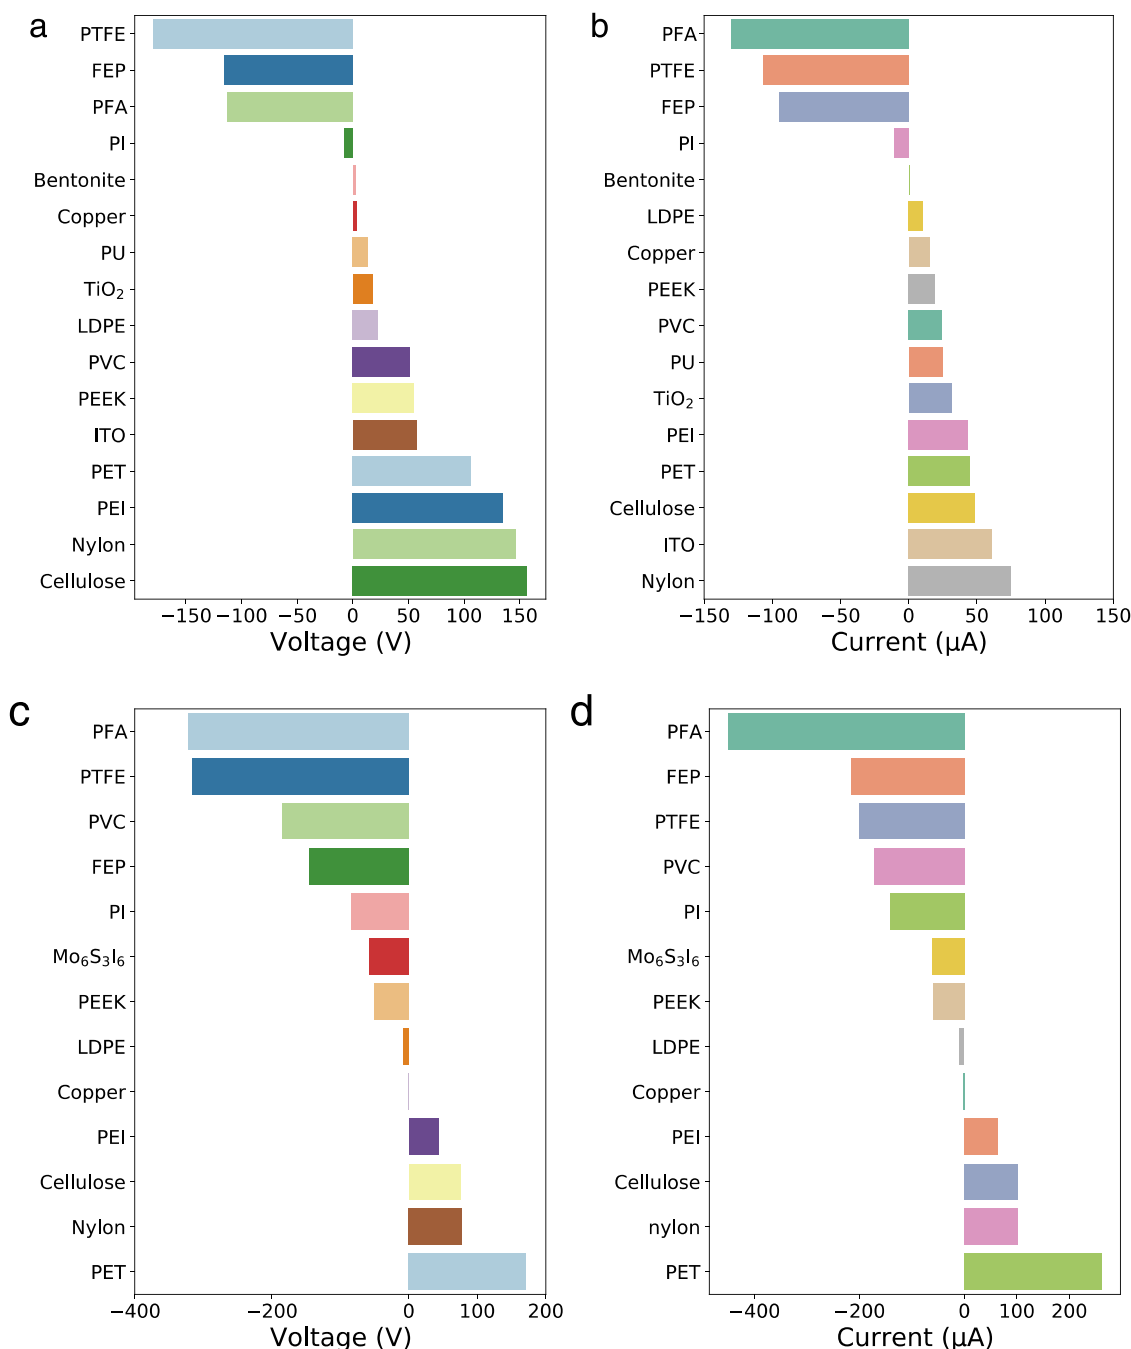 a
PTFE
FEP
PFA
PI
Bentonite
Copper
PU
TiO₂
LDPE
PVC
PEEK
ITO
PET
PEI
Nylon
Cellulose
−150 −100 −50 0 50 100 150
Voltage (V)
b
PFA
PTFE
FEP
PI
Bentonite
LDPE
Copper
PEEK
PVC
PU
TiO₂
PEI
PET
Cellulose
ITO
Nylon
−150 −100 −50 0 50 100 150
Current (μA)
c
PFA
PTFE
PVC
FEP
PI
Mo₆S₃I₆
PEEK
LDPE
Copper
PEI
Cellulose
Nylon
PET
−400 −200 0 100 200
Voltage (V)
d
PFA
FEP
PTFE
PVC
PI
Mo₆S₃I₆
PEEK
LDPE
Copper
PEI
Cellulose
nylon
PET
−400 −200 0 100 200
Current (μA)